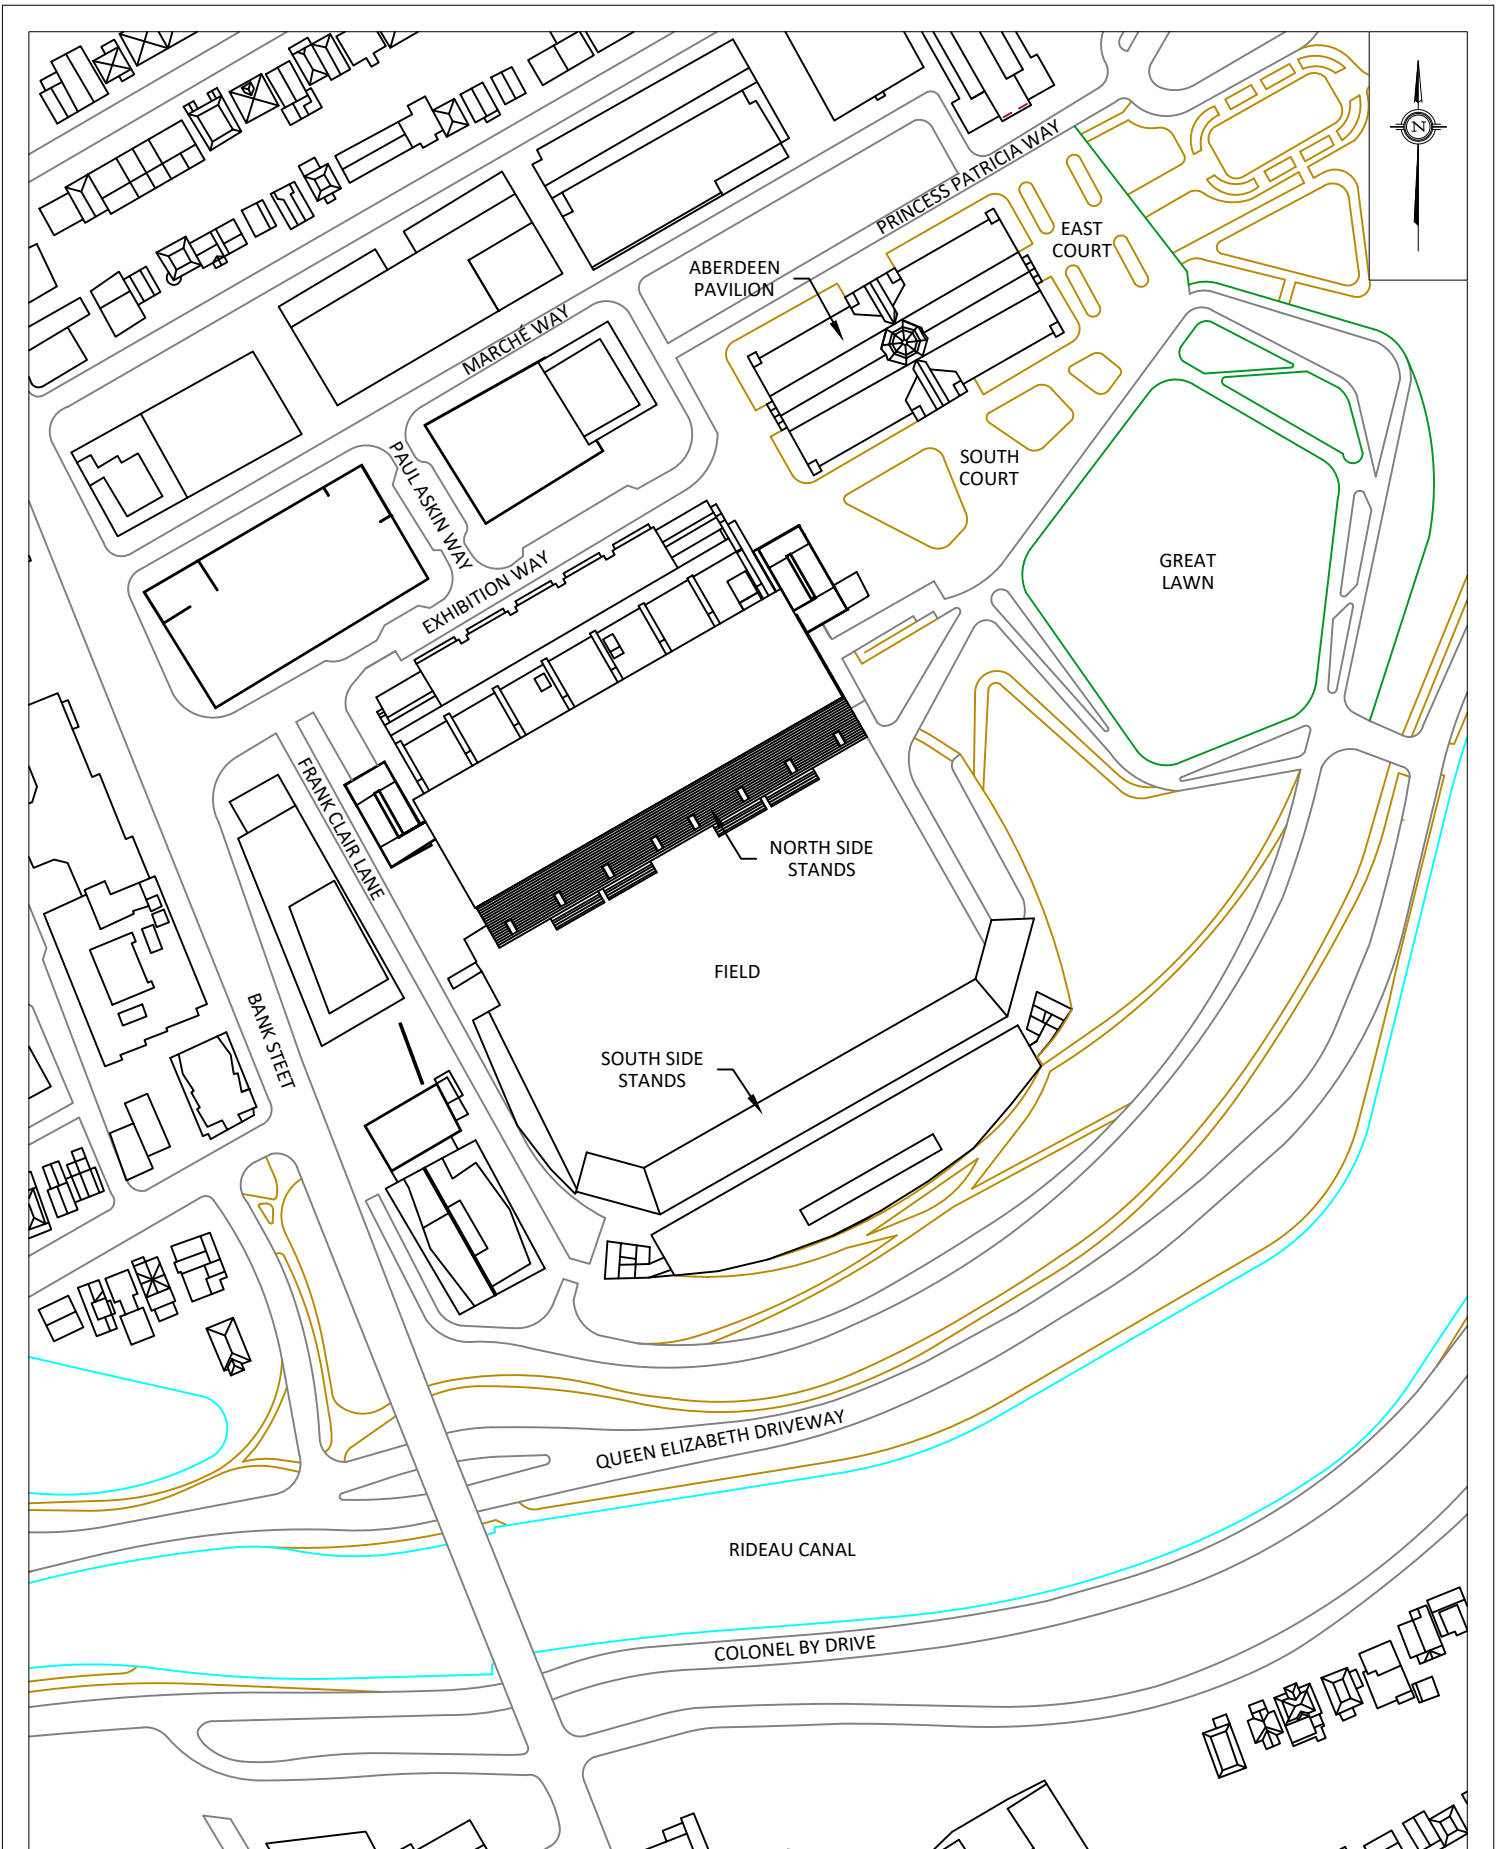 N
PRINCESS PATRICIA WAY
EAST
COURT
ABERDEEN
PAVILION
MARCHÉ WAY
SOUTH
COURT
PAUL ASKIN WAY
GREAT
LAWN
EXHIBITION WAY
FRANK CLAIR LANE
NORTH SIDE
STANDS
FIELD
BANK STEET
SOUTH SIDE
STANDS
QUEEN ELIZABETH DRIVEWAY
RIDEAU CANAL
COLONEL BY DRIVE